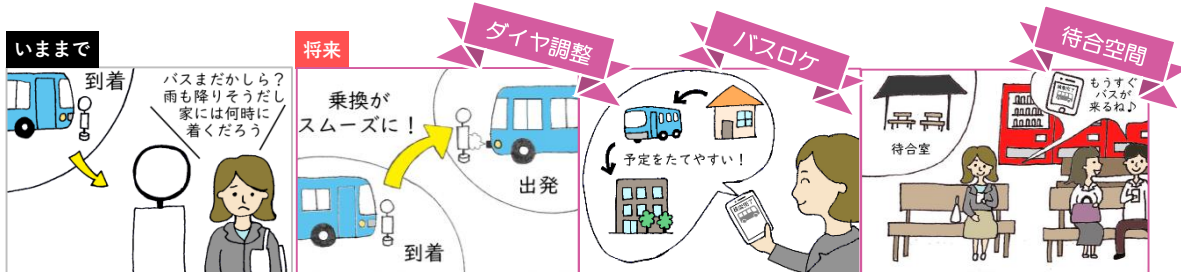 いままで
到着
バスまだかしら？
雨も降りそうだし
家には何時に
着くだろう
将来
ダイヤ調整
乗換が
スムーズに！
到着
出発
バスロケ
予定をたてやすい！
待合空間
待合室
もうすぐ
バスが
来るね♪